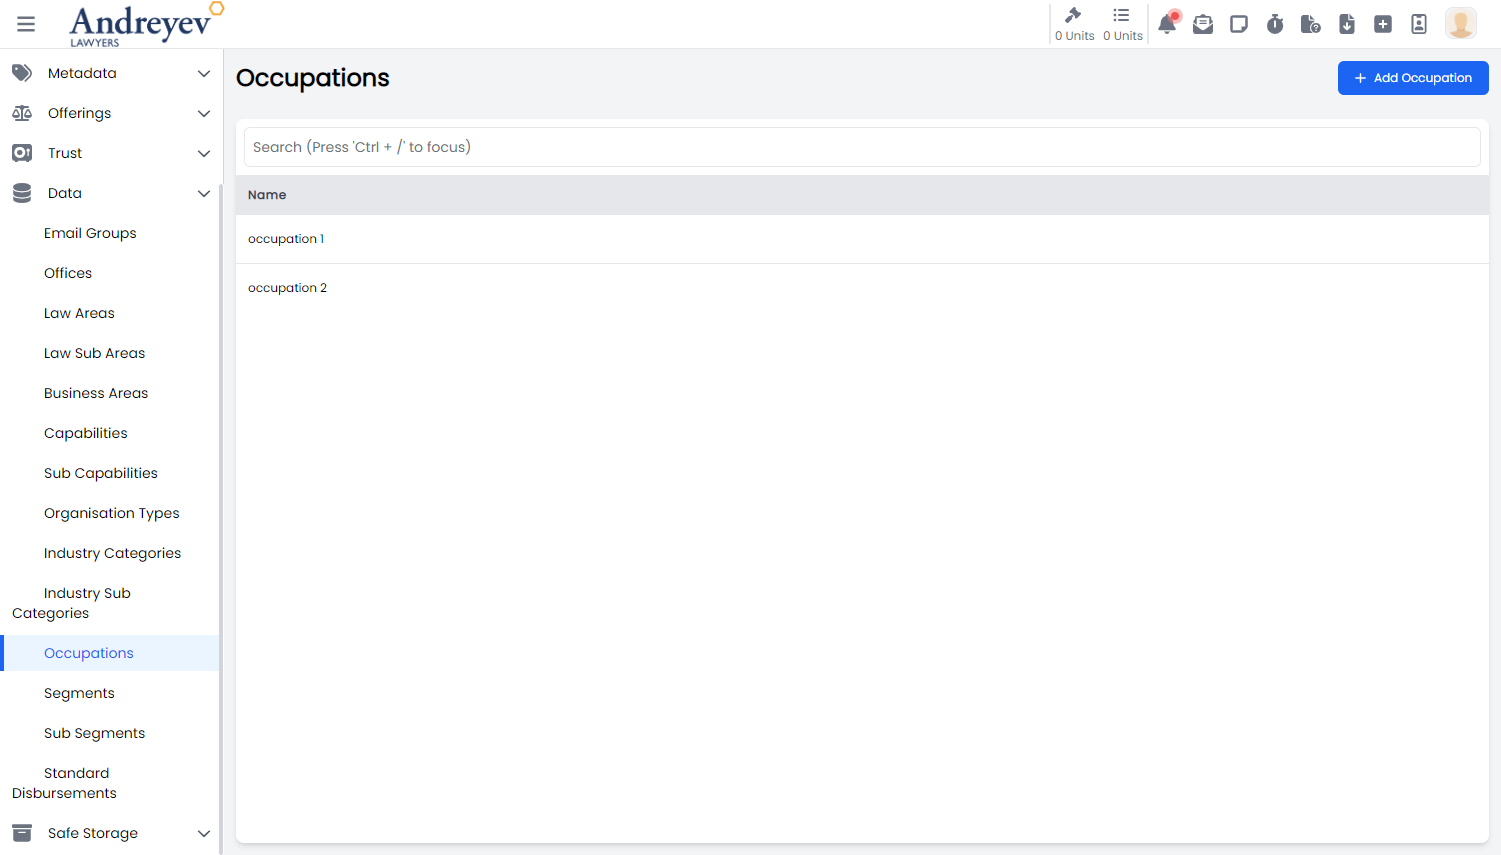 Andreyev
LAWYERS
0 Units
0 Units
Metadata
Offerings
Trust
Data
Email Groups
Offices
Law Areas
Law Sub Areas
Business Areas
Capabilities
Sub Capabilities
Organisation Types
Industry Categories
Industry Sub
Categories
Occupations
Segments
Sub Segments
Standard
Disbursements
Safe Storage
Occupations
+ Add Occupation
Search (Press 'Ctrl + /' to focus)
Name
occupation 1
occupation 2